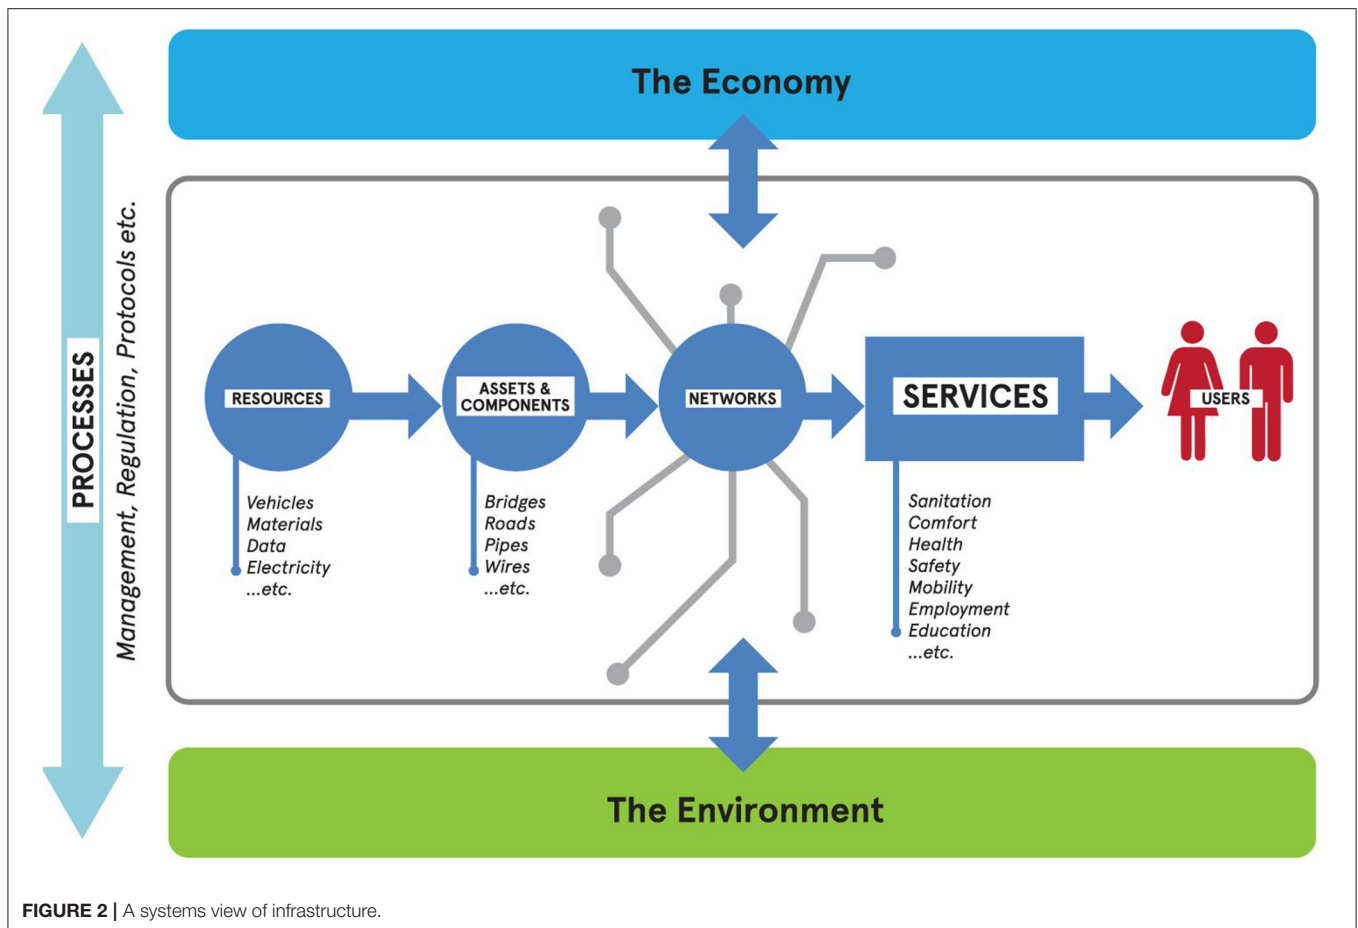 The Economy
PROCESSES
Management, Regulation, Protocols etc.
RESOURCES
Vehicles
Materials
Data
Electricity
...etc.
ASSETS &
COMPONENTS
Bridges
Roads
Pipes
Wires
...etc.
NETWORKS
SERVICES
Sanitation
Comfort
Health
Safety
Mobility
Employment
Education
...etc.
USERS
The Environment
FIGURE 2 | A systems view of infrastructure.